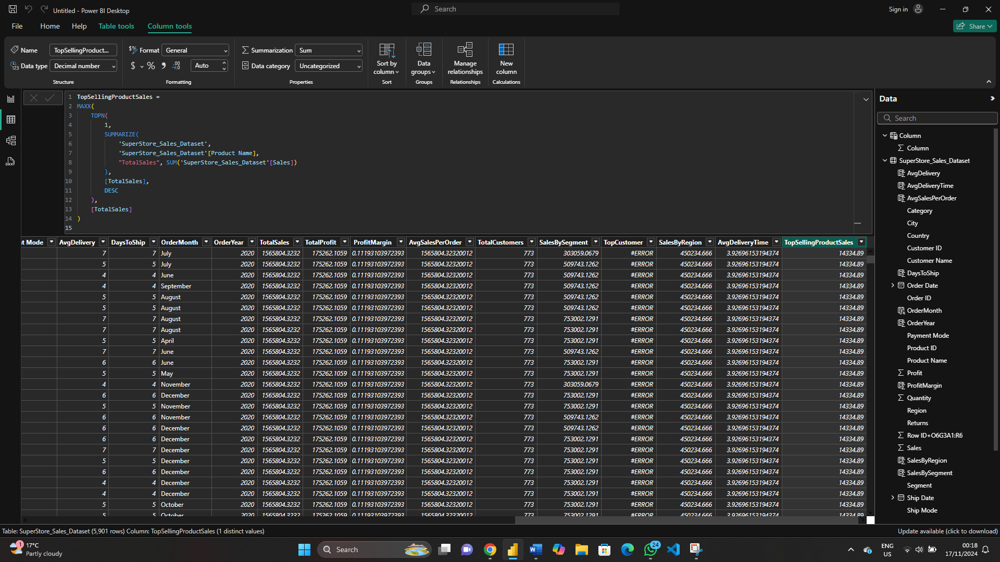 Untitled - Power BI Desktop
Search
Sign in
File Home Help Table tools Column tools
Share
Name TopSellingProduct...
Data type Decimal number
Structure
Format General
$ % Auto
Formatting
Summarization Sum
Data category Uncategorized
Properties
Sort by column
Sort
Data groups
Groups
Manage relationships
Relationships
New column
Calculations
1 TopSellingProductSales =
2 MAXX(
3 TOPN(
4 1,
5 SUMMARIZE(
6 'SuperStore_Sales_Dataset',
7 'SuperStore_Sales_Dataset'[Product Name],
8 "TotalSales", SUM('SuperStore_Sales_Dataset'[Sales])
9 ),
10 [TotalSales],
11 DESC
12 ),
13 [TotalSales]
14 )
15
t Mode AvgDelivery DaysToShip OrderMonth OrderYear TotalSales TotalProfit ProfitMargin AvgSalesPerOrder TotalCustomers SalesBySegment TopCustomer SalesByRegion AvgDeliveryTime TopSellingProductSales
7 7 July 2020 1565804.3232 175262.1059 0.11193103972393 1565804.32320012 773 303059.0679 #ERROR 450234.666 3.92696153194374 14334.89
5 5 July 2020 1565804.3232 175262.1059 0.11193103972393 1565804.32320012 773 509743.1262 #ERROR 450234.666 3.92696153194374 14334.89
4 4 June 2020 1565804.3232 175262.1059 0.11193103972393 1565804.32320012 773 509743.1262 #ERROR 450234.666 3.92696153194374 14334.89
4 4 September 2020 1565804.3232 175262.1059 0.11193103972393 1565804.32320012 773 509743.1262 #ERROR 450234.666 3.92696153194374 14334.89
5 5 August 2020 1565804.3232 175262.1059 0.11193103972393 1565804.32320012 773 509743.1262 #ERROR 450234.666 3.92696153194374 14334.89
5 5 August 2020 1565804.3232 175262.1059 0.11193103972393 1565804.32320012 773 509743.1262 #ERROR 450234.666 3.92696153194374 14334.89
7 7 August 2020 1565804.3232 175262.1059 0.11193103972393 1565804.32320012 773 753002.1291 #ERROR 450234.666 3.92696153194374 14334.89
7 7 August 2020 1565804.3232 175262.1059 0.11193103972393 1565804.32320012 773 753002.1291 #ERROR 450234.666 3.92696153194374 14334.89
5 5 April 2020 1565804.3232 175262.1059 0.11193103972393 1565804.32320012 773 753002.1291 #ERROR 450234.666 3.92696153194374 14334.89
7 7 June 2020 1565804.3232 175262.1059 0.11193103972393 1565804.32320012 773 509743.1262 #ERROR 450234.666 3.92696153194374 14334.89
6 6 June 2020 1565804.3232 175262.1059 0.11193103972393 1565804.32320012 773 753002.1291 #ERROR 450234.666 3.92696153194374 14334.89
5 5 May 2020 1565804.3232 175262.1059 0.11193103972393 1565804.32320012 773 753002.1291 #ERROR 450234.666 3.92696153194374 14334.89
4 4 November 2020 1565804.3232 175262.1059 0.11193103972393 1565804.32320012 773 303059.0679 #ERROR 450234.666 3.92696153194374 14334.89
6 6 December 2020 1565804.3232 175262.1059 0.11193103972393 1565804.32320012 773 753002.1291 #ERROR 450234.666 3.92696153194374 14334.89
5 5 November 2020 1565804.3232 175262.1059 0.11193103972393 1565804.32320012 773 753002.1291 #ERROR 450234.666 3.92696153194374 14334.89
6 6 November 2020 1565804.3232 175262.1059 0.11193103972393 1565804.32320012 773 509743.1262 #ERROR 450234.666 3.92696153194374 14334.89
6 6 December 2020 1565804.3232 175262.1059 0.11193103972393 1565804.32320012 773 509743.1262 #ERROR 450234.666 3.92696153194374 14334.89
6 6 December 2020 1565804.3232 175262.1059 0.11193103972393 1565804.32320012 773 753002.1291 #ERROR 450234.666 3.92696153194374 14334.89
7 7 December 2020 1565804.3232 175262.1059 0.11193103972393 1565804.32320012 773 753002.1291 #ERROR 450234.666 3.92696153194374 14334.89
5 5 December 2020 1565804.3232 175262.1059 0.11193103972393 1565804.32320012 773 753002.1291 #ERROR 450234.666 3.92696153194374 14334.89
6 6 December 2020 1565804.3232 175262.1059 0.11193103972393 1565804.32320012 773 753002.1291 #ERROR 450234.666 3.92696153194374 14334.89
4 4 December 2020 1565804.3232 175262.1059 0.11193103972393 1565804.32320012 773 753002.1291 #ERROR 450234.666 3.92696153194374 14334.89
4 4 December 2020 1565804.3232 175262.1059 0.11193103972393 1565804.32320012 773 753002.1291 #ERROR 450234.666 3.92696153194374 14334.89
5 5 October 2020 1565804.3232 175262.1059 0.11193103972393 1565804.32320012 773 753002.1291 #ERROR 450234.666 3.92696153194374 14334.89
5 5 October 2020 1565804.3232 175262.1059 0.11193103972393 1565804.32320012 773 753002.1291 #ERROR 450234.666 3.92696153194374 14334.89
Data
Search
Column
Column
SuperStore_Sales_Dataset
AvgDelivery
AvgDeliveryTime
AvgSalesPerOrder
Category
City
Country
Customer ID
Customer Name
DaysToShip
Order Date
Order ID
OrderMonth
OrderYear
Payment Mode
Product ID
Product Name
Profit
ProfitMargin
Quantity
Region
Returns
Row ID+O6G3A1:R6
Sales
SalesByRegion
SalesBySegment
Segment
Ship Date
Ship Mode
Table: SuperStore_Sales_Dataset (5,901 rows) Column: TopSellingProductSales (1 distinct values)
Update available (click to download)
1
17°C
Partly cloudy
Search
24
ENG
US
00:18
17/11/2024